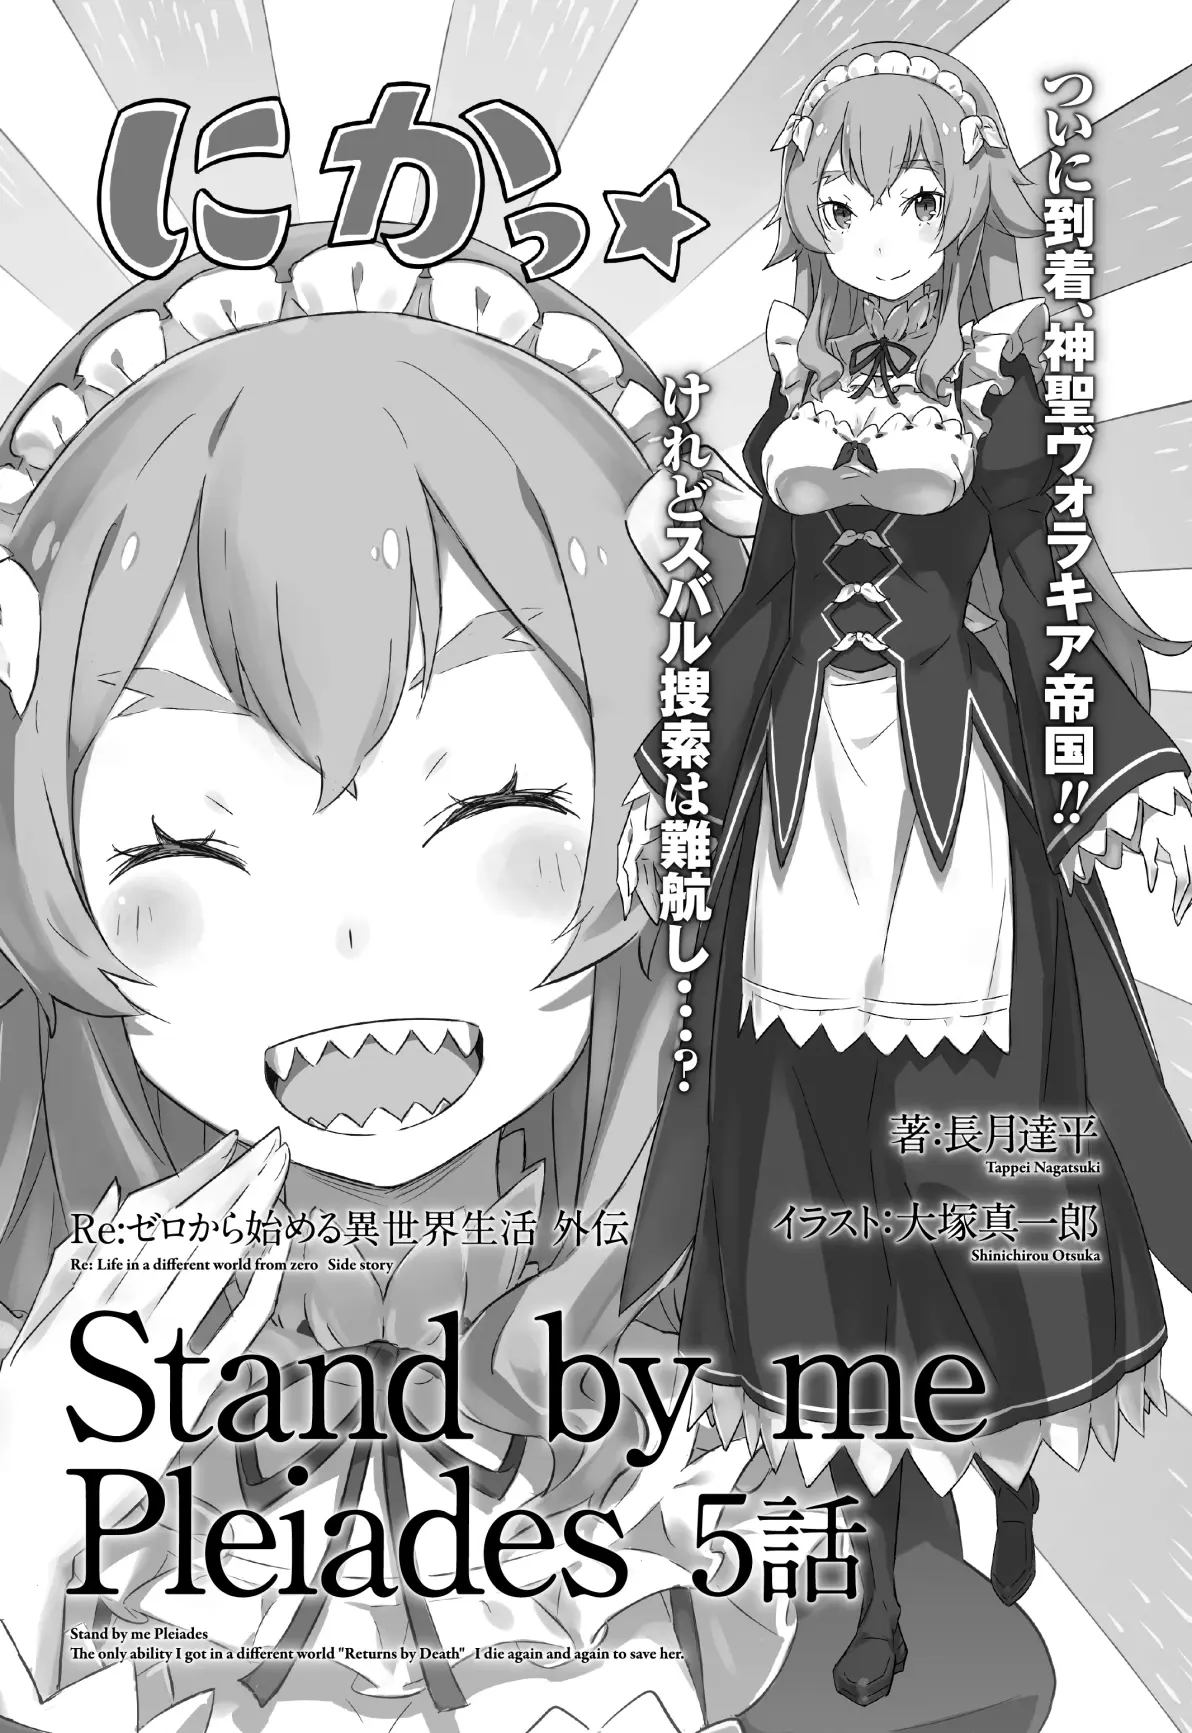 にかっ☆
ついに到着、神聖ヴォラキア帝国!!
けれどスバル捜索は難航し…?
著:長月達平
Tappei Nagatsuki
イラスト:大塚真一郎
Shinichirou Otsuka
Re:ゼロから始める異世界生活 外伝
Re: Life in a different world from zero Side story
Stand by me
Pleiades 5話
Stand by me Pleiades
The only ability I got in a different world "Returns by Death" I die again and again to save her.